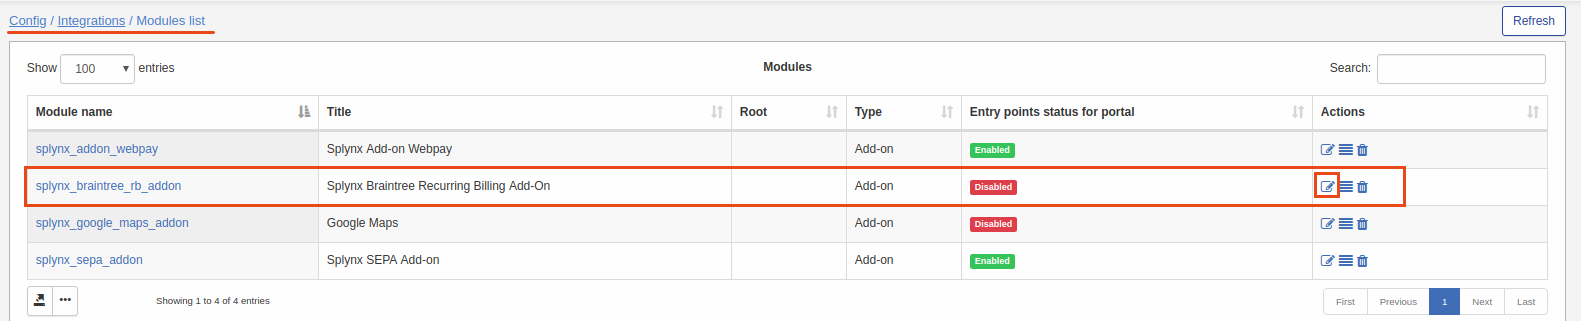 Config / Integrations / Modules list
Refresh
Show 100 entries
Modules
Search:
Module name Title Root Type Entry points status for portal Actions
splynx_addon_webpay Splynx Add-on Webpay Add-on Enabled
splynx_braintree_rb_addon Splynx Braintree Recurring Billing Add-On Add-on Disabled
splynx_google_maps_addon Google Maps Add-on Disabled
splynx_sepa_addon Splynx SEPA Add-on Add-on Enabled
Showing 1 to 4 of 4 entries
First Previous 1 Next Last